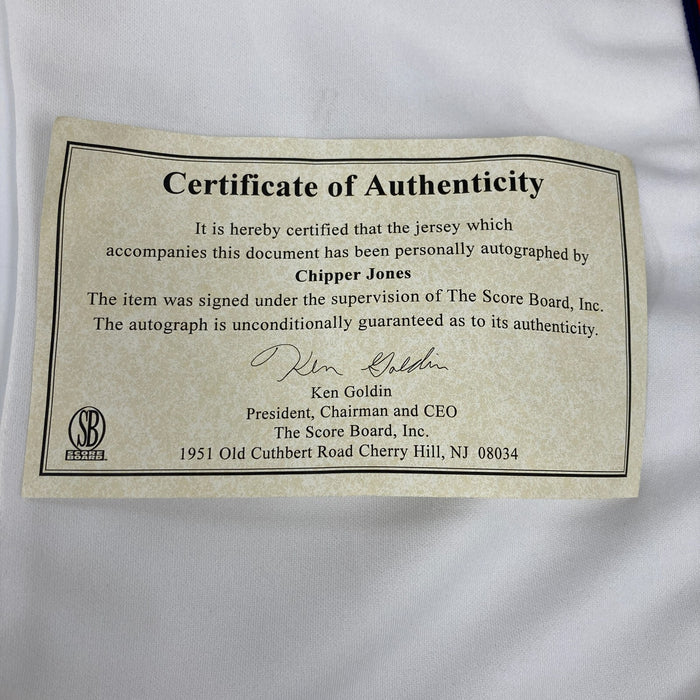 Certificate of Authenticity
It is hereby certified that the jersey which
accompanies this document has been personally autographed by
Chipper Jones
The item was signed under the supervision of The Score Board, Inc.
The autograph is unconditionally guaranteed as to its authenticity.
Ken Goldin
Ken Goldin
President, Chairman and CEO
The Score Board, Inc.
1951 Old Cuthbert Road Cherry Hill, NJ 08034
SB
SCORE
BOARD